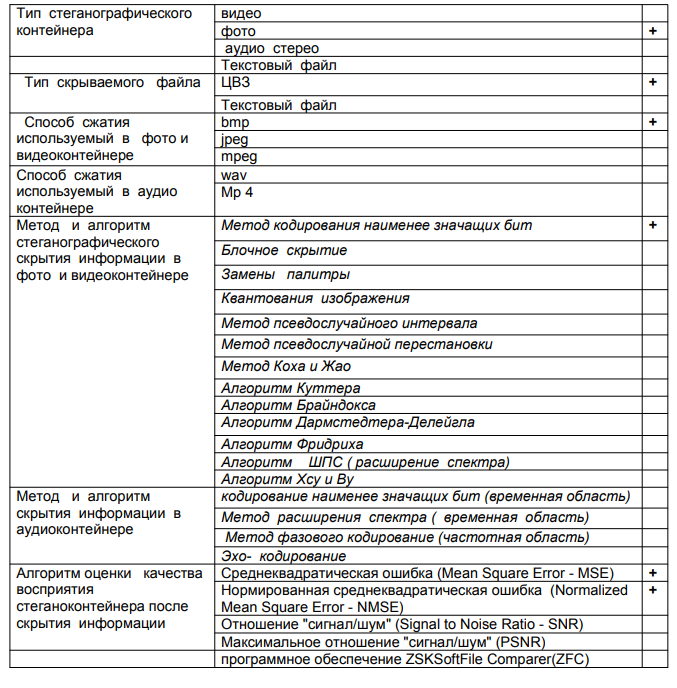 Тип стеганографического
контейнера
видео
фото +
аудио стерео
Текстовый файл
Тип скрываемого файла
ЦВЗ +
Текстовый файл
Способ сжатия
используемый в фото и
видеоконтейнере
bmp +
jpeg
mpeg
Способ сжатия
используемый в аудио
контейнере
wav
Mp 4
Метод и алгоритм
стеганографического
скрытия информации в
фото и видеоконтейнере
Метод кодирования наименее значащих бит +
Блочное скрытие
Замены палитры
Квантования изображения
Метод псевдослучайного интервала
Метод псевдослучайной перестановки
Метод Коха и Жао
Алгоритм Куттера
Алгоритм Брайндокса
Алгоритм Дармстедтера-Делейгла
Алгоритм Фридриха
Алгоритм ШПС ( расширение спектра)
Алгоритм Хсу и Ву
Метод и алгоритм
скрытия информации в
аудиоконтейнере
кодирование наименее значащих бит (временная область)
Метод расширения спектра ( временная область)
Метод фазового кодирование (частотная область)
Эхо- кодирование
Алгоритм оценки качества
восприятия
стеганоконтейнера после
скрытия информации
Среднеквадратическая ошибка (Mean Square Error - MSE) +
Нормированная среднеквадратическая ошибка (Normalized +
Mean Square Error - NMSE)
Отношение "сигнал/шум" (Signal to Noise Ratio - SNR)
Максимальное отношение "сигнал/шум" (PSNR)
программное обеспечение ZSKSoftFile Comparer(ZFC)